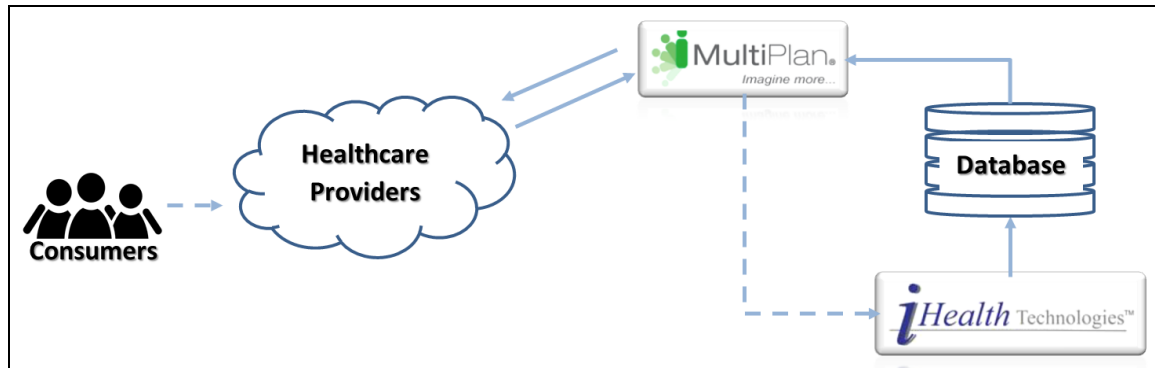 MultiPlan®
Imagine more...
Healthcare
Providers
Database
Consumers
iHealth Technologies™